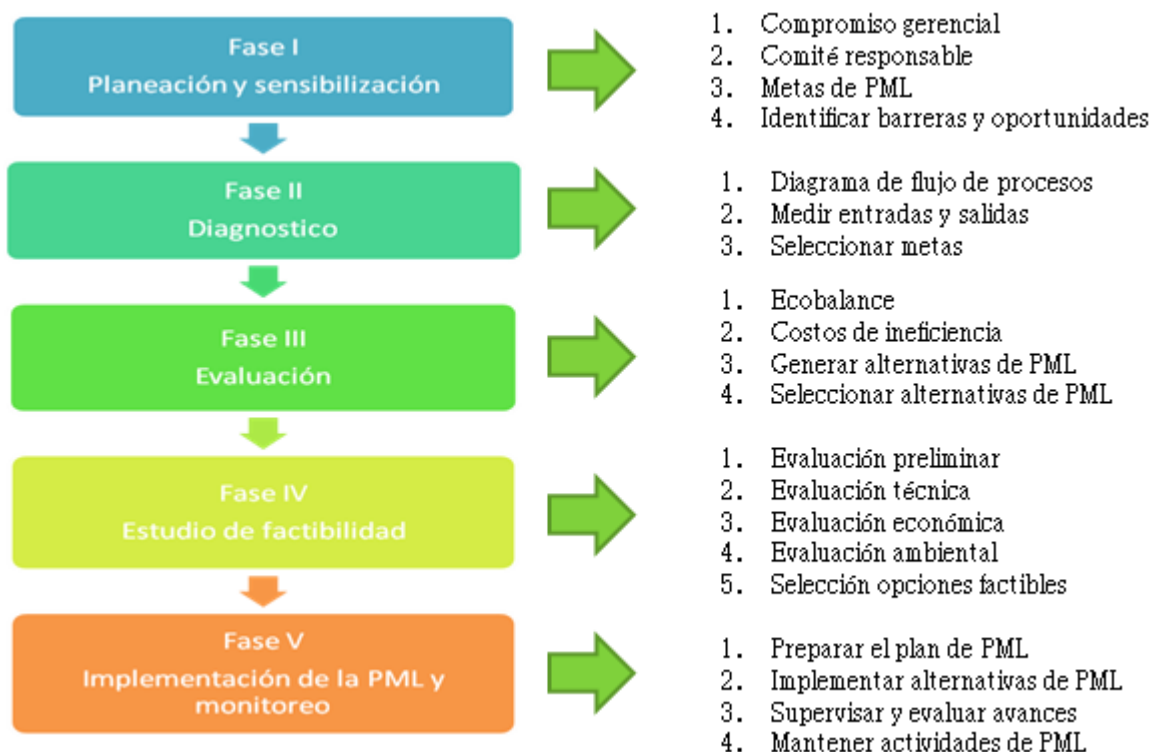 Fase I
Planeación y sensibilización
1. Compromiso gerencial
2. Comité responsable
3. Metas de PML
4. Identificar barreras y oportunidades
Fase II
Diagnostico
1. Diagrama de flujo de procesos
2. Medir entradas y salidas
3. Seleccionar metas
Fase III
Evaluación
1. Ecobalance
2. Costos de ineficiencia
3. Generar alternativas de PML
4. Seleccionar alternativas de PML
Fase IV
Estudio de factibilidad
1. Evaluación preliminar
2. Evaluación técnica
3. Evaluación económica
4. Evaluación ambiental
5. Selección opciones factibles
Fase V
Implementación de la PML y
monitoreo
1. Preparar el plan de PML
2. Implementar alternativas de PML
3. Supervisar y evaluar avances
4. Mantener actividades de PML